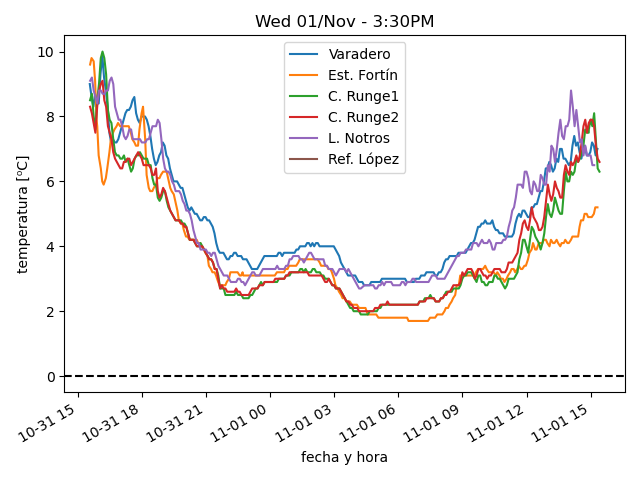 Wed 01/Nov - 3:30PM
temperatura [ºC]
10
8
6
4
2
0
Varadero
Est. Fortín
C. Runge1
C. Runge2
L. Notros
Ref. López
10-31 15
10-31 18
10-31 21
11-01 00
11-01 03
11-01 06
11-01 09
11-01 12
11-01 15
fecha y hora